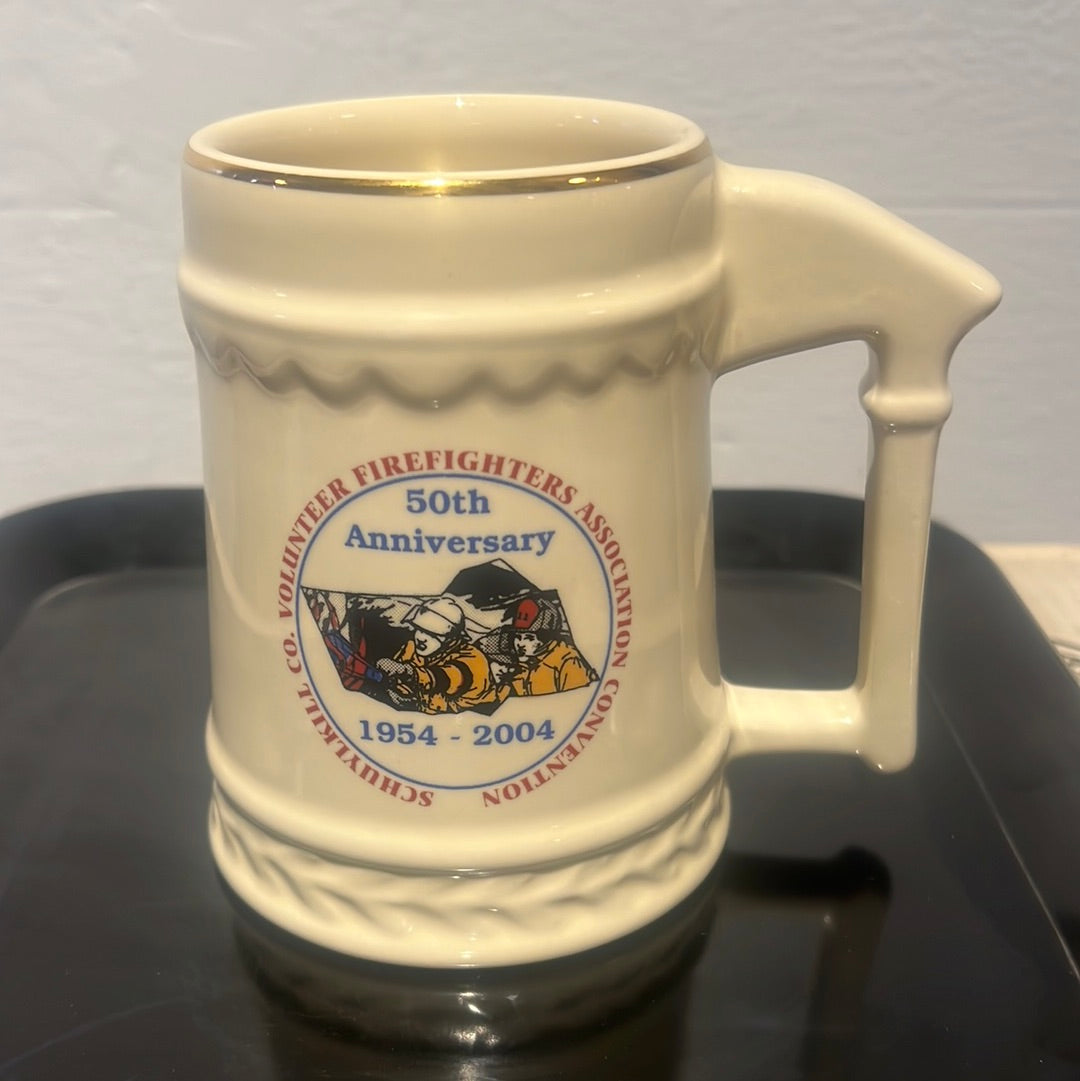 SCHUYLKILL CO. VOLUNTEER FIREFIGHTERS ASSOCIATION CONVENTION
50th
Anniversary
1954 - 2004